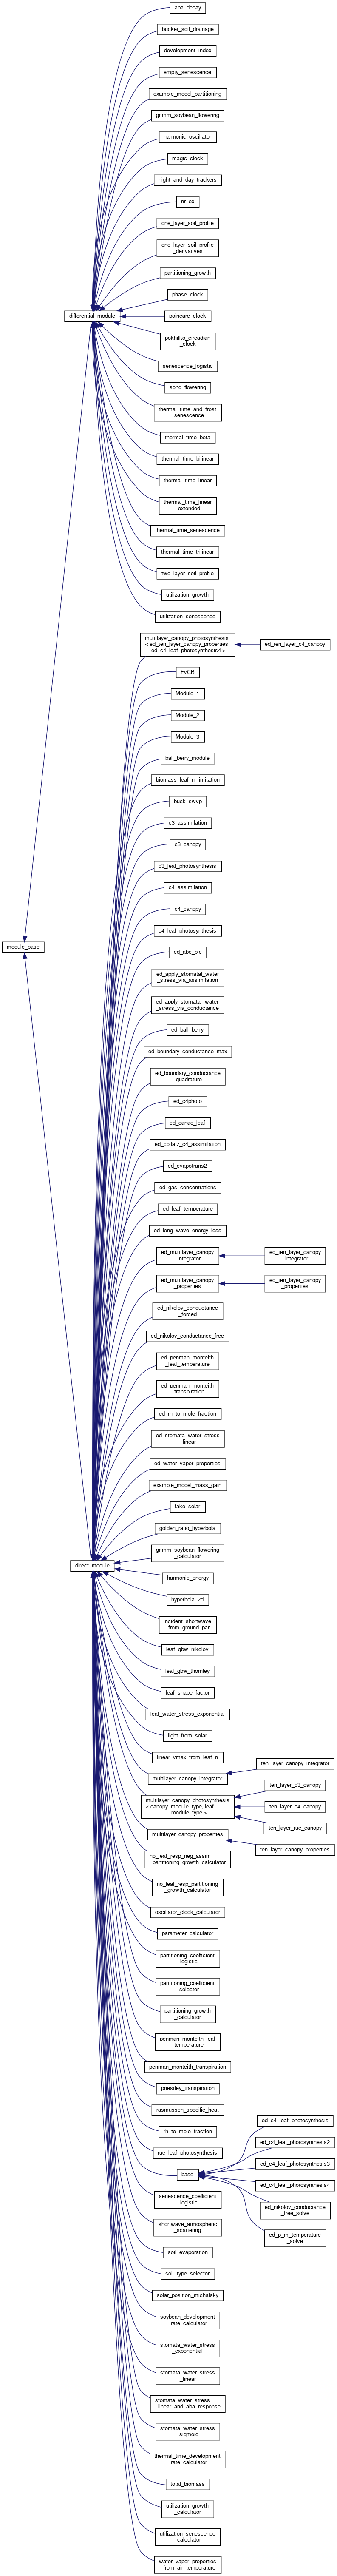 aba_decay
bucket_soil_drainage
development_index
empty_senescence
example_model_partitioning
grimm_soybean_flowering
harmonic_oscillator
magic_clock
night_and_day_trackers
nr_ex
one_layer_soil_profile
one_layer_soil_profile
_derivatives
partitioning_growth
phase_clock
differential_module
poincare_clock
pokhilko_circadian
_clock
senescence_logistic
song_flowering
thermal_time_and_frost
_senescence
thermal_time_beta
thermal_time_bilinear
thermal_time_linear
thermal_time_linear
_extended
thermal_time_senescence
thermal_time_trilinear
two_layer_soil_profile
utilization_growth
utilization_senescence
multilayer_canopy_photosynthesis
< ed_ten_layer_canopy_properties,
ed_c4_leaf_photosynthesis4 >
ed_ten_layer_c4_canopy
FvCB
Module_1
Module_2
Module_3
ball_berry_module
biomass_leaf_n_limitation
buck_swvp
c3_assimilation
c3_canopy
c3_leaf_photosynthesis
c4_assimilation
c4_canopy
c4_leaf_photosynthesis
module_base
ed_abc_blc
ed_apply_stomatal_water
_stress_via_assimilation
ed_apply_stomatal_water
_stress_via_conductance
ed_ball_berry
ed_boundary_conductance_max
ed_boundary_conductance
_quadrature
ed_c4photo
ed_canac_leaf
ed_collatz_c4_assimilation
ed_evapotrans2
ed_gas_concentrations
ed_leaf_temperature
ed_long_wave_energy_loss
ed_multilayer_canopy
_integrator
ed_ten_layer_canopy
_integrator
ed_multilayer_canopy
_properties
ed_ten_layer_canopy
_properties
ed_nikolov_conductance
_forced
ed_nikolov_conductance_free
ed_penman_monteith
_leaf_temperature
ed_penman_monteith
_transpiration
ed_rh_to_mole_fraction
ed_stomata_water_stress
_linear
ed_water_vapor_properties
example_model_mass_gain
fake_solar
golden_ratio_hyperbola
grimm_soybean_flowering
_calculator
direct_module
harmonic_energy
hyperbola_2d
incident_shortwave
_from_ground_par
leaf_gbw_nikolov
leaf_gbw_thornley
leaf_shape_factor
leaf_water_stress_exponential
light_from_solar
linear_vmax_from_leaf_n
multilayer_canopy_integrator
ten_layer_canopy_integrator
multilayer_canopy_photosynthesis
< canopy_module_type, leaf
_module_type >
ten_layer_c3_canopy
ten_layer_c4_canopy
ten_layer_rue_canopy
multilayer_canopy_properties
ten_layer_canopy_properties
no_leaf_resp_neg_assim
_partitioning_growth_calculator
no_leaf_resp_partitioning
_growth_calculator
oscillator_clock_calculator
parameter_calculator
partitioning_coefficient
_logistic
partitioning_coefficient
_selector
partitioning_growth
_calculator
penman_monteith_leaf
_temperature
penman_monteith_transpiration
priestley_transpiration
rasmussen_specific_heat
rh_to_mole_fraction
rue_leaf_photosynthesis
base
ed_c4_leaf_photosynthesis
ed_c4_leaf_photosynthesis2
ed_c4_leaf_photosynthesis3
ed_c4_leaf_photosynthesis4
ed_nikolov_conductance
_free_solve
ed_p_m_temperature
_solve
senescence_coefficient
_logistic
shortwave_atmospheric
_scattering
soil_evaporation
soil_type_selector
solar_position_michalsky
soybean_development
_rate_calculator
stomata_water_stress
_exponential
stomata_water_stress
_linear
stomata_water_stress
_linear_and_aba_response
stomata_water_stress
_sigmoid
thermal_time_development
_rate_calculator
total_biomass
utilization_growth
_calculator
utilization_senescence
_calculator
water_vapor_properties
_from_air_temperature